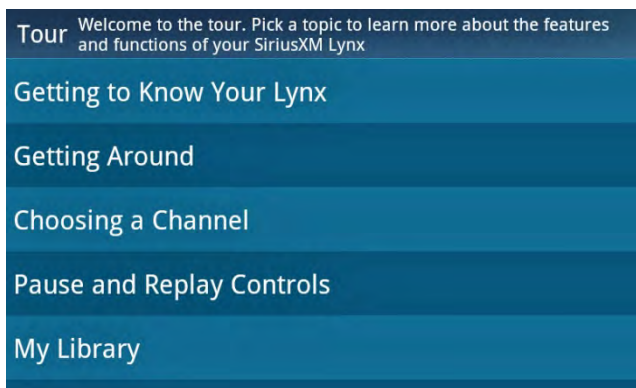 Tour
Welcome to the tour. Pick a topic to learn more about the features
and functions of your SiriusXM Lynx
Getting to Know Your Lynx
Getting Around
Choosing a Channel
Pause and Replay Controls
My Library